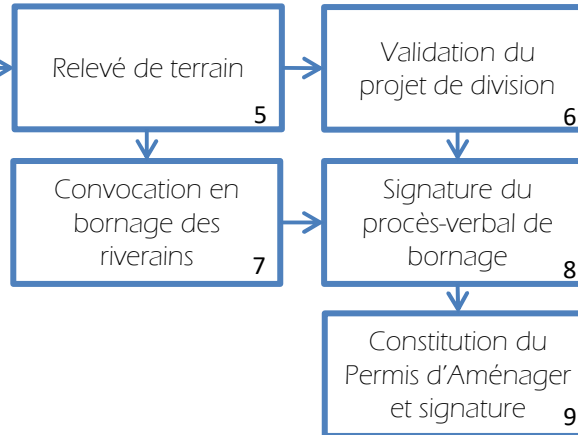 Relevé de terrain
5
Validation du
projet de division
6
Convocation en
bornage des
riverains
7
Signature du
procès-verbal de
bornage
8
Constitution du
Permis d'Aménager
et signature
9